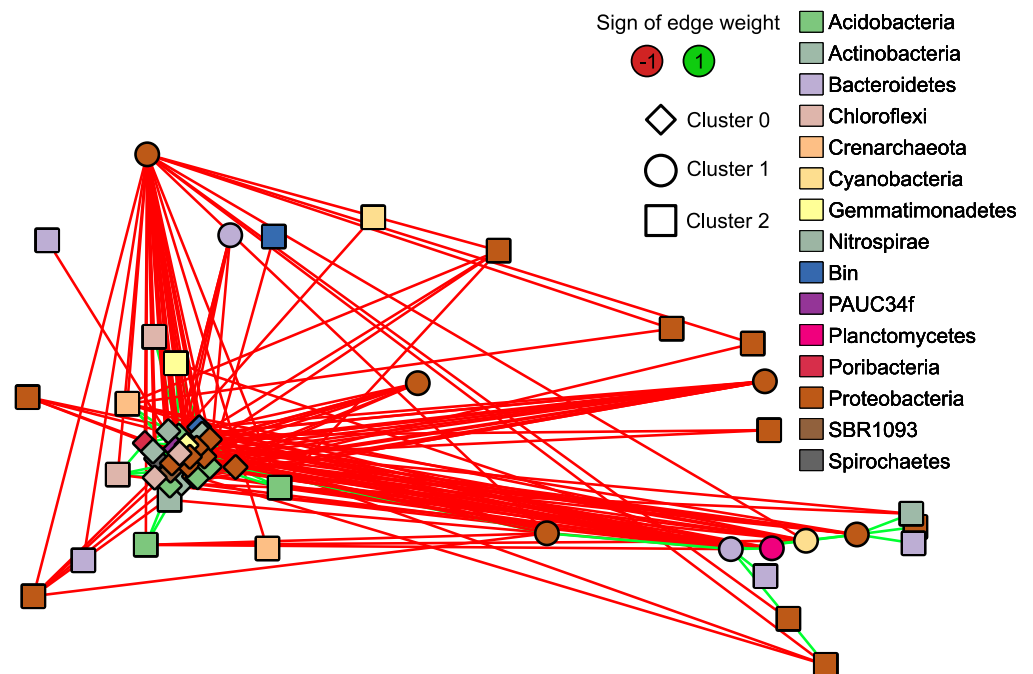 Sign of edge weight
-1 1
Cluster 0
Cluster 1
Cluster 2
Acidobacteria
Actinobacteria
Bacteroidetes
Chloroflexi
Crenarchaeota
Cyanobacteria
Gemmatimonadetes
Nitrospirae
Bin
PAUC34f
Planctomycetes
Poribacteria
Proteobacteria
SBR1093
Spirochaetes